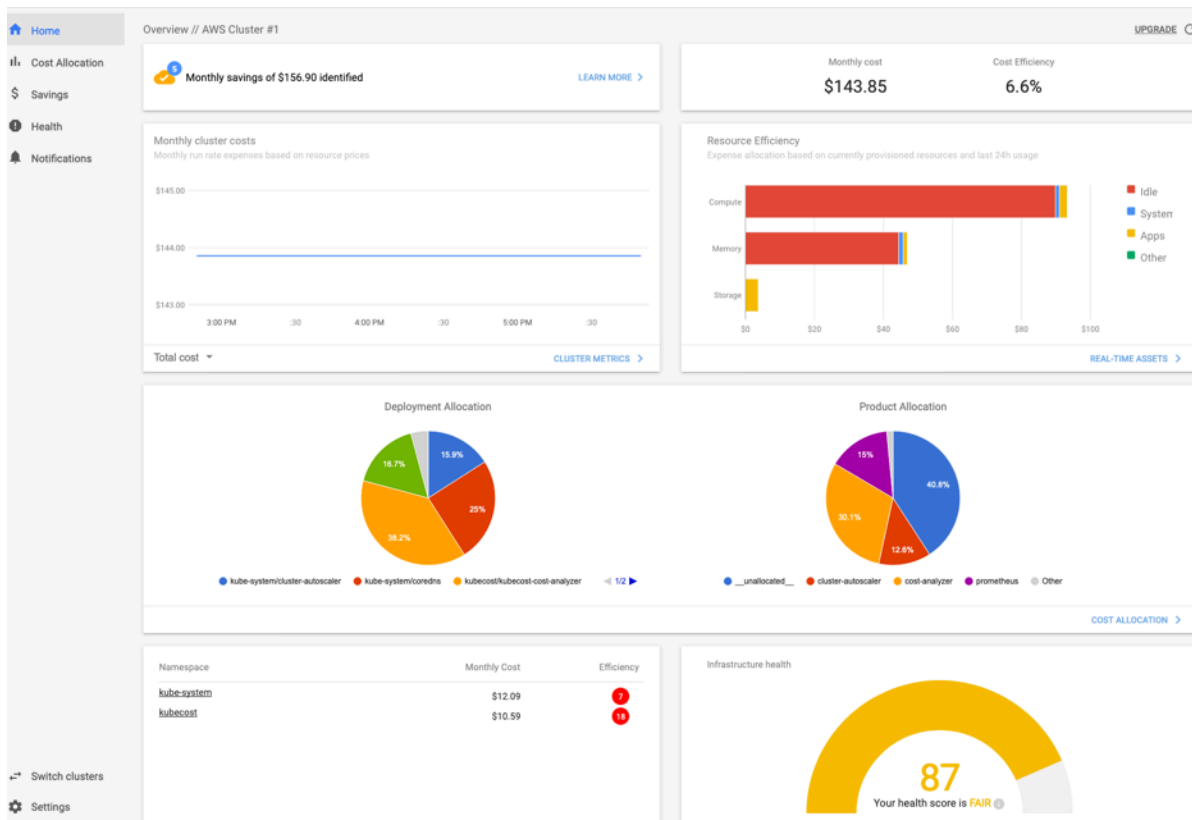 Home
Cost Allocation
Savings
Health
Notifications
Switch clusters
Settings
Overview // AWS Cluster #1
UPGRADE
5
Monthly savings of $156.90 identified
LEARN MORE
Monthly cost
$143.85
Cost Efficiency
6.6%
Monthly cluster costs
Monthly run rate expenses based on resource prices
$145.00
$144.00
$143.00
3:00 PM :30 4:00 PM :30 5:00 PM :30
Total cost
CLUSTER METRICS
Resource Efficiency
Expense allocation based on currently provisioned resources and last 24h usage
Compute
Memory
Storage
$0 $20 $40 $60 $80 $100
Idle
System
Apps
Other
REAL-TIME ASSETS
Deployment Allocation
15.9%
25%
38.2%
16.7%
kube-system/cluster-autoscaler kube-system/coredns kubecost/kubecost-cost-analyzer 1/2
Product Allocation
40.8%
12.6%
30.1%
15%
__unallocated__ cluster-autoscaler cost-analyzer prometheus Other
COST ALLOCATION
Namespace Monthly Cost Efficiency
kube-system $12.09 7
kubecost $10.59 18
Infrastructure health
87
Your health score is FAIR